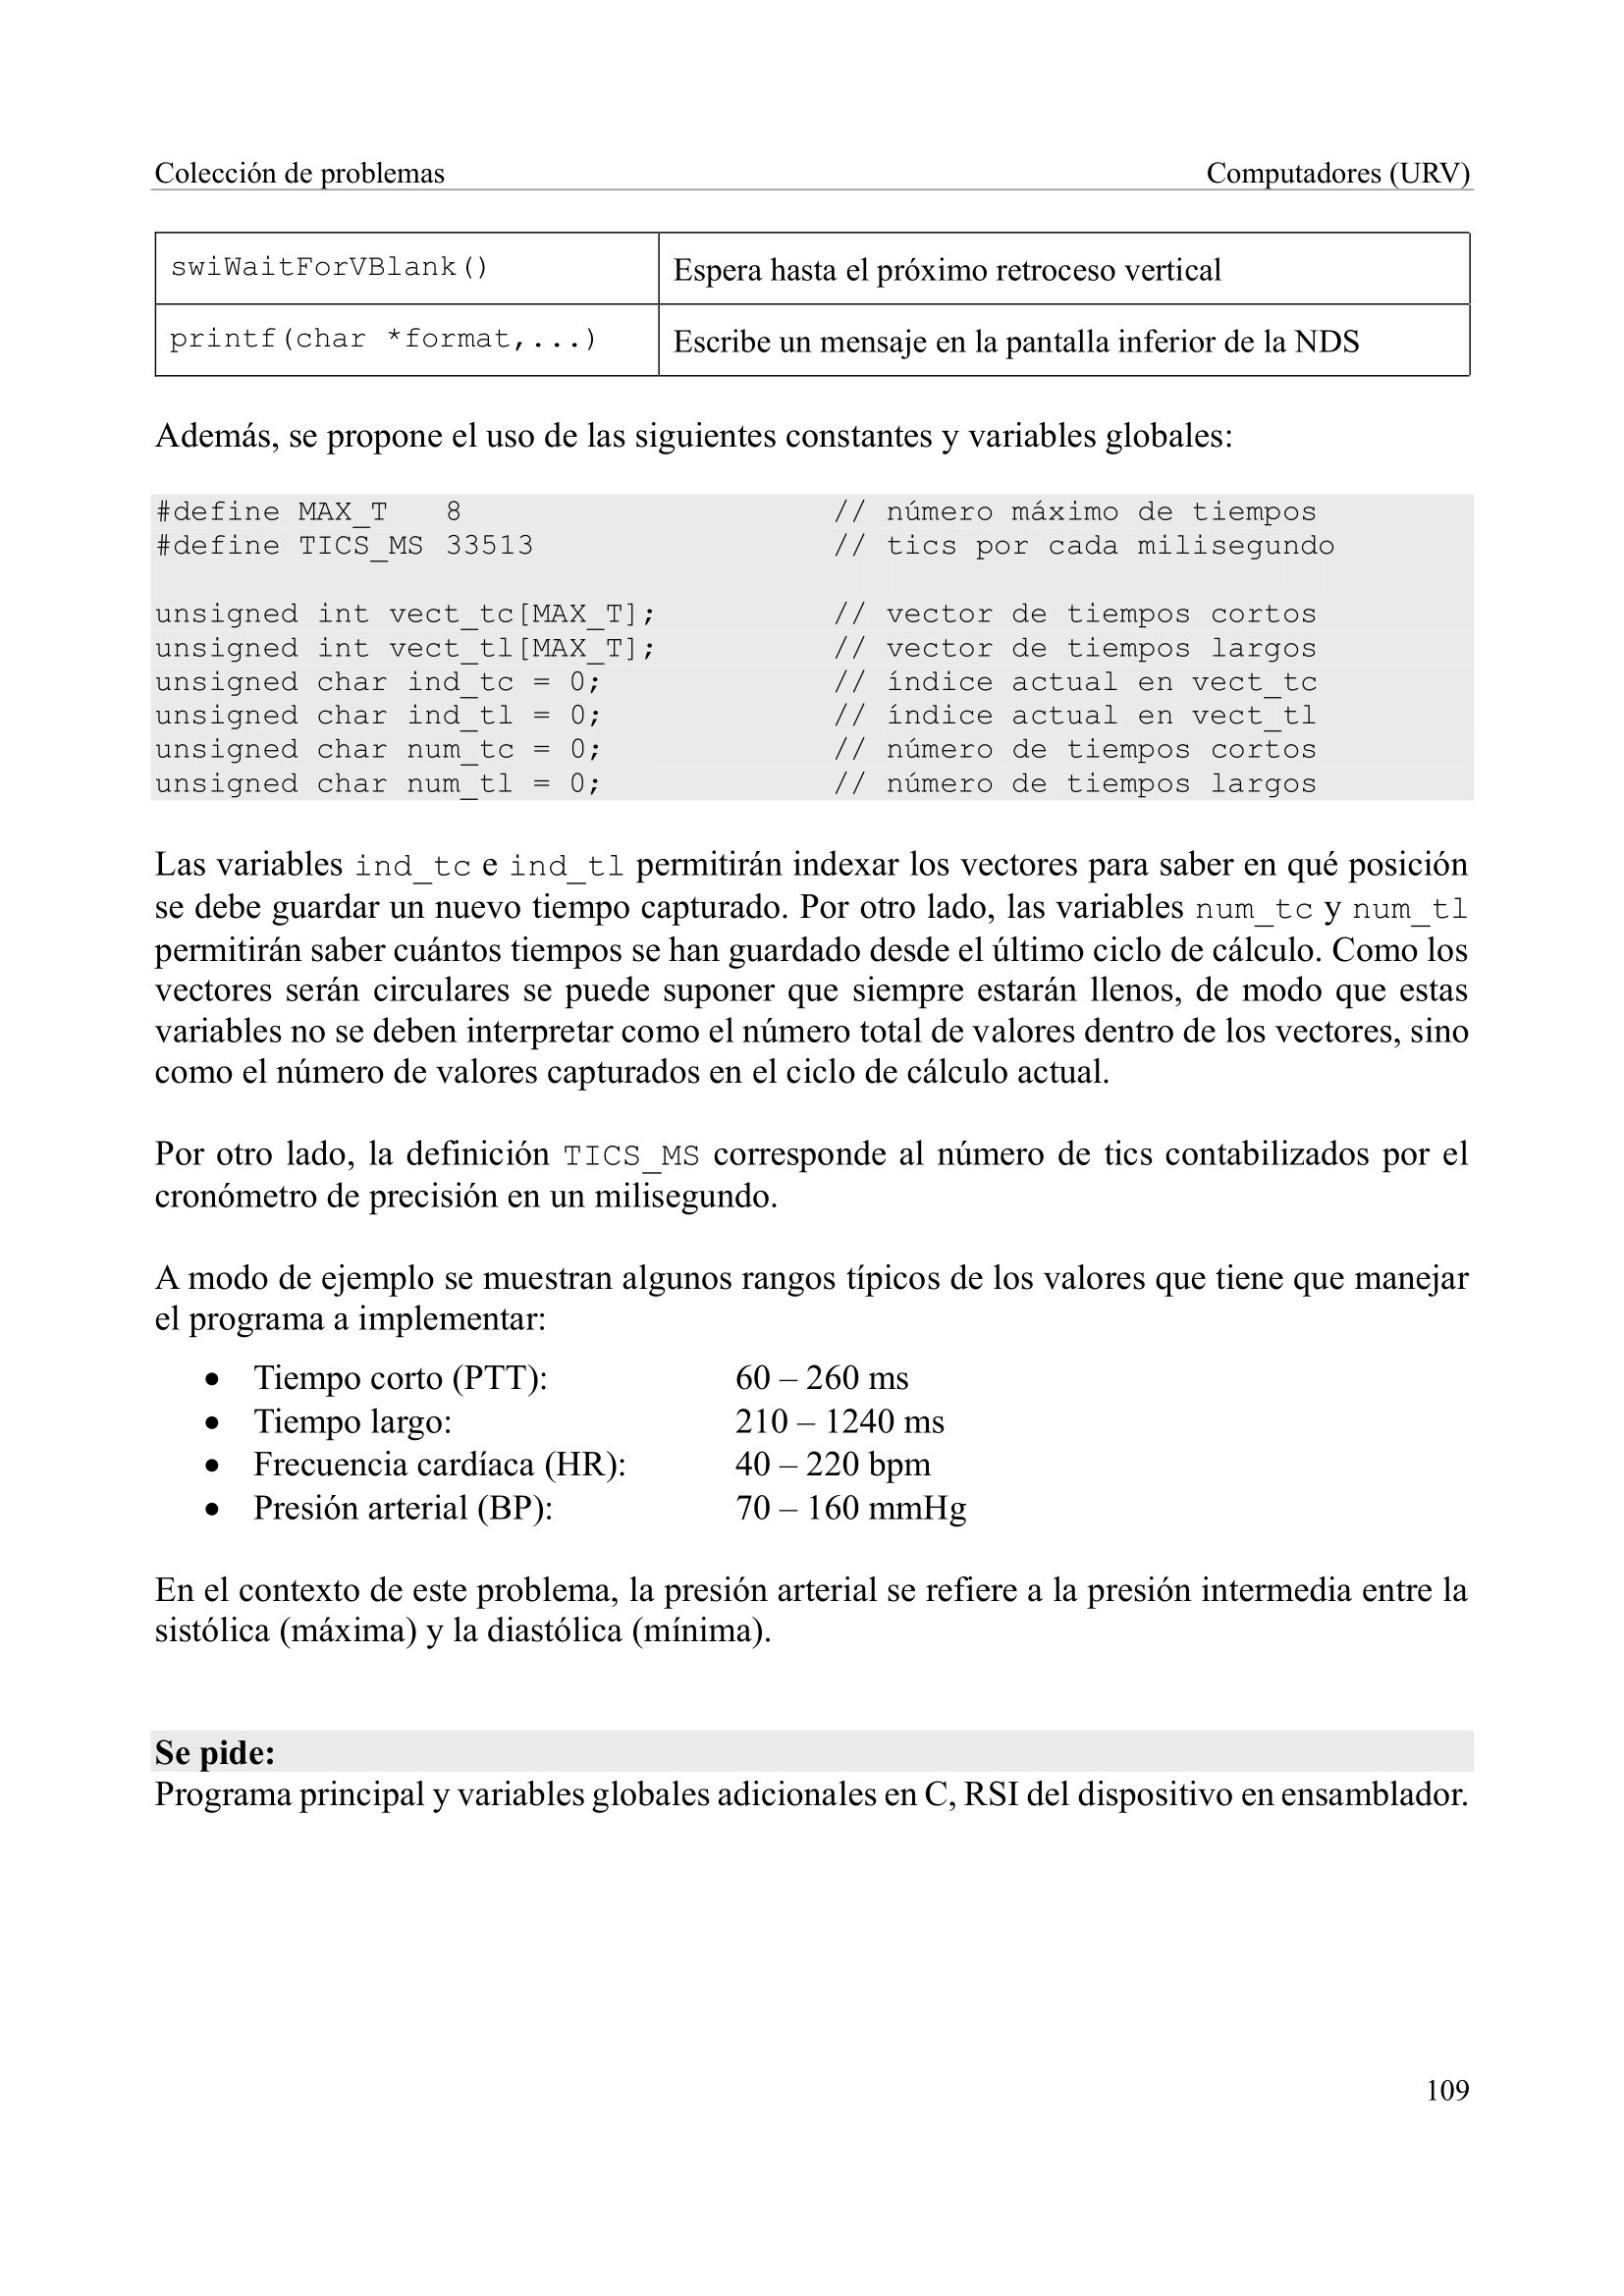 Colección de problemas Computadores (URV)
swiWaitForVBlank() Espera hasta el próximo retroceso vertical
printf(char *format,...) Escribe un mensaje en la pantalla inferior de la NDS
Además, se propone el uso de las siguientes constantes y variables globales:
#define MAX_T 8 // número máximo de tiempos
#define TICS_MS 33513 // tics por cada milisegundo
unsigned int vect_tc[MAX_T]; // vector de tiempos cortos
unsigned int vect_tl[MAX_T]; // vector de tiempos largos
unsigned char ind_tc = 0; // índice actual en vect_tc
unsigned char ind_tl = 0; // índice actual en vect_tl
unsigned char num_tc = 0; // número de tiempos cortos
unsigned char num_tl = 0; // número de tiempos largos
Las variables ind_tc e ind_tl permitirán indexar los vectores para saber en qué posición
se debe guardar un nuevo tiempo capturado. Por otro lado, las variables num_tc y num_tl
permitirán saber cuántos tiempos se han guardado desde el último ciclo de cálculo. Como los
vectores serán circulares se puede suponer que siempre estarán llenos, de modo que estas
variables no se deben interpretar como el número total de valores dentro de los vectores, sino
como el número de valores capturados en el ciclo de cálculo actual.
Por otro lado, la definición TICS_MS corresponde al número de tics contabilizados por el
cronómetro de precisión en un milisegundo.
A modo de ejemplo se muestran algunos rangos típicos de los valores que tiene que manejar
el programa a implementar:
• Tiempo corto (PTT): 60 – 260 ms
• Tiempo largo: 210 – 1240 ms
• Frecuencia cardíaca (HR): 40 – 220 bpm
• Presión arterial (BP): 70 – 160 mmHg
En el contexto de este problema, la presión arterial se refiere a la presión intermedia entre la
sistólica (máxima) y la diastólica (mínima).
Se pide:
Programa principal y variables globales adicionales en C, RSI del dispositivo en ensamblador.
109